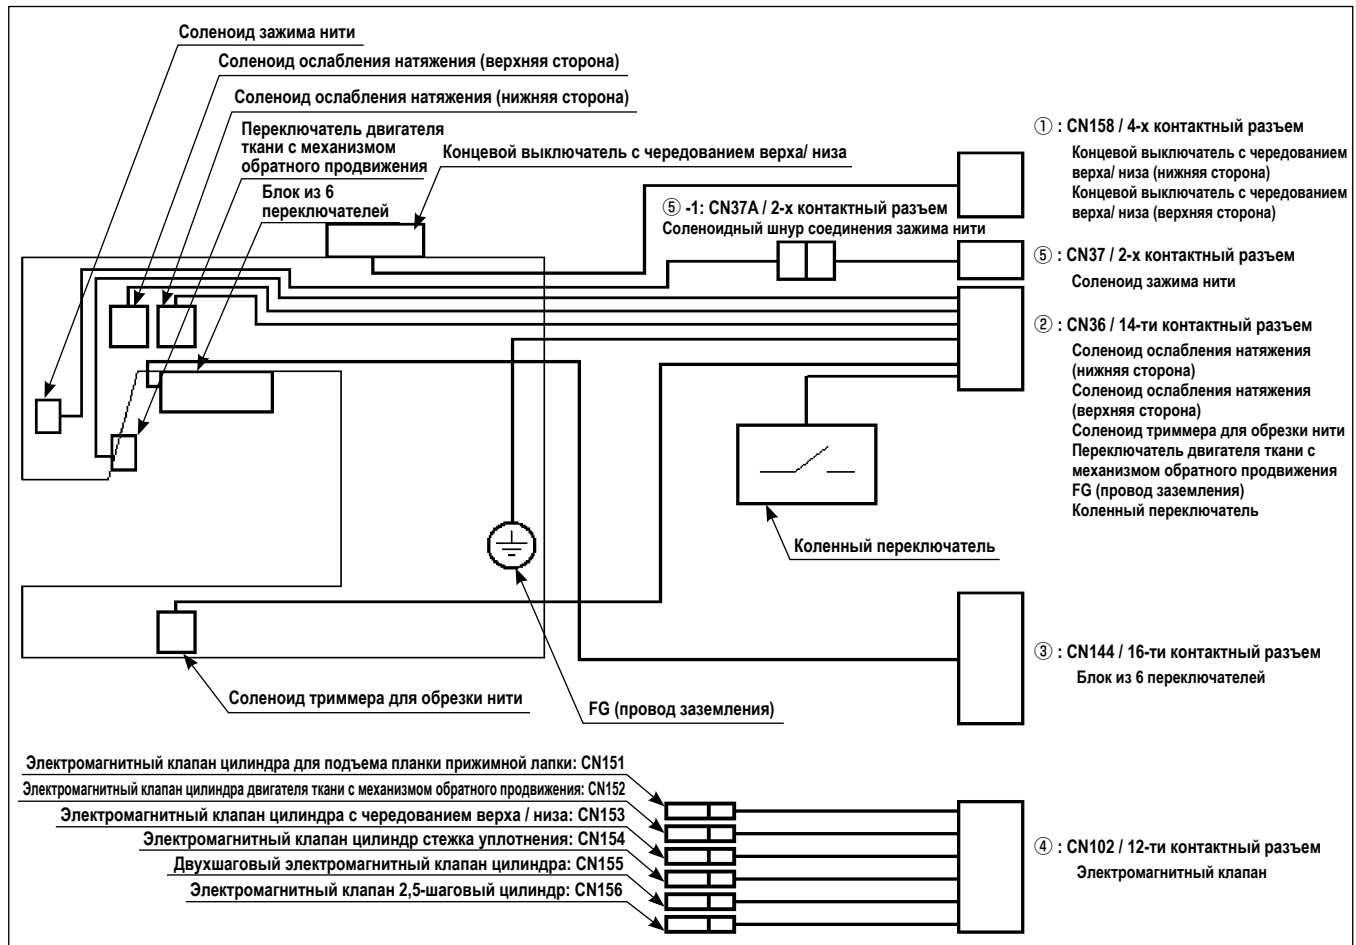 Соленоид зажима нити
Соленоид ослабления натяжения (верхняя сторона)
Соленоид ослабления натяжения (нижняя сторона)
Переключатель двигателя
ткани с механизмом
обратного продвижения
Концевой выключатель с чередованием верха/ низа
Блок из 6
переключателей
⑤ -1: CN37A / 2-х контактный разъем
Соленоидный шнур соединения зажима нити
① : CN158 / 4-х контактный разъем
Концевой выключатель с чередованием
верха/ низа (нижняя сторона)
Концевой выключатель с чередованием
верха/ низа (верхняя сторона)
⑤ : CN37 / 2-х контактный разъем
Соленоид зажима нити
② : CN36 / 14-ти контактный разъем
Соленоид ослабления натяжения
(нижняя сторона)
Соленоид ослабления натяжения
(верхняя сторона)
Соленоид триммера для обрезки нити
Переключатель двигателя ткани с
механизмом обратного продвижения
FG (провод заземления)
Коленный переключатель
Коленный переключатель
③ : CN144 / 16-ти контактный разъем
Блок из 6 переключателей
Соленоид триммера для обрезки нити
FG (провод заземления)
Электромагнитный клапан цилиндра для подъема планки прижимной лапки: CN151
Электромагнитный клапан цилиндра двигателя ткани с механизмом обратного продвижения: CN152
Электромагнитный клапан цилиндра с чередованием верха / низа: CN153
Электромагнитный клапан цилиндр стежка уплотнения: CN154
Двухшаговый электромагнитный клапан цилиндра: CN155
Электромагнитный клапан 2,5-шаговый цилиндр: CN156
④ : CN102 / 12-ти контактный разъем
Электромагнитный клапан